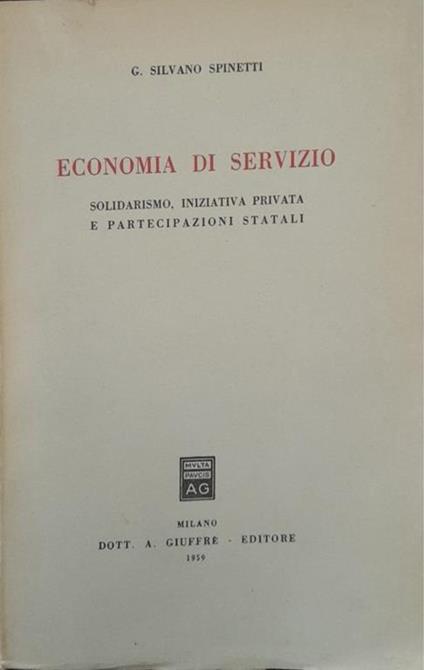 G. SILVANO SPINETTI
ECONOMIA DI SERVIZIO
SOLIDARISMO, INIZIATIVA PRIVATA
E PARTECIPAZIONI STATALI
MVLTA
PAVCIS
AG
MILANO
DOTT. A. GIUFFRÈ - EDITORE
1959